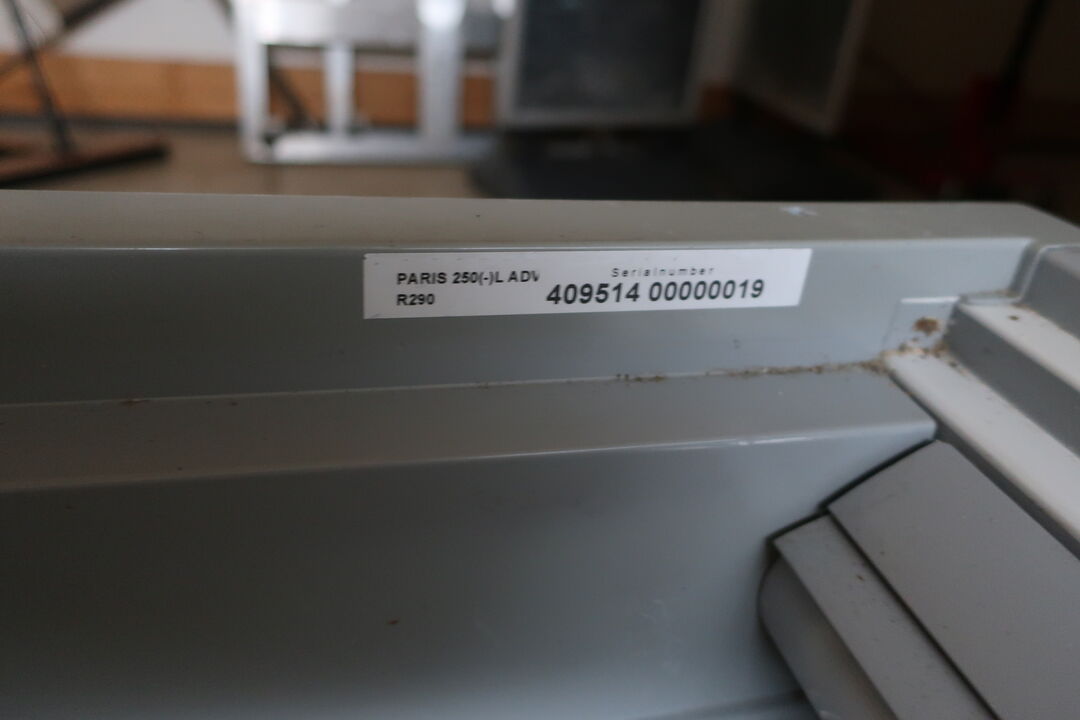 PARIS 250(-)L ADV
R290
Serialnumber
409514 00000019